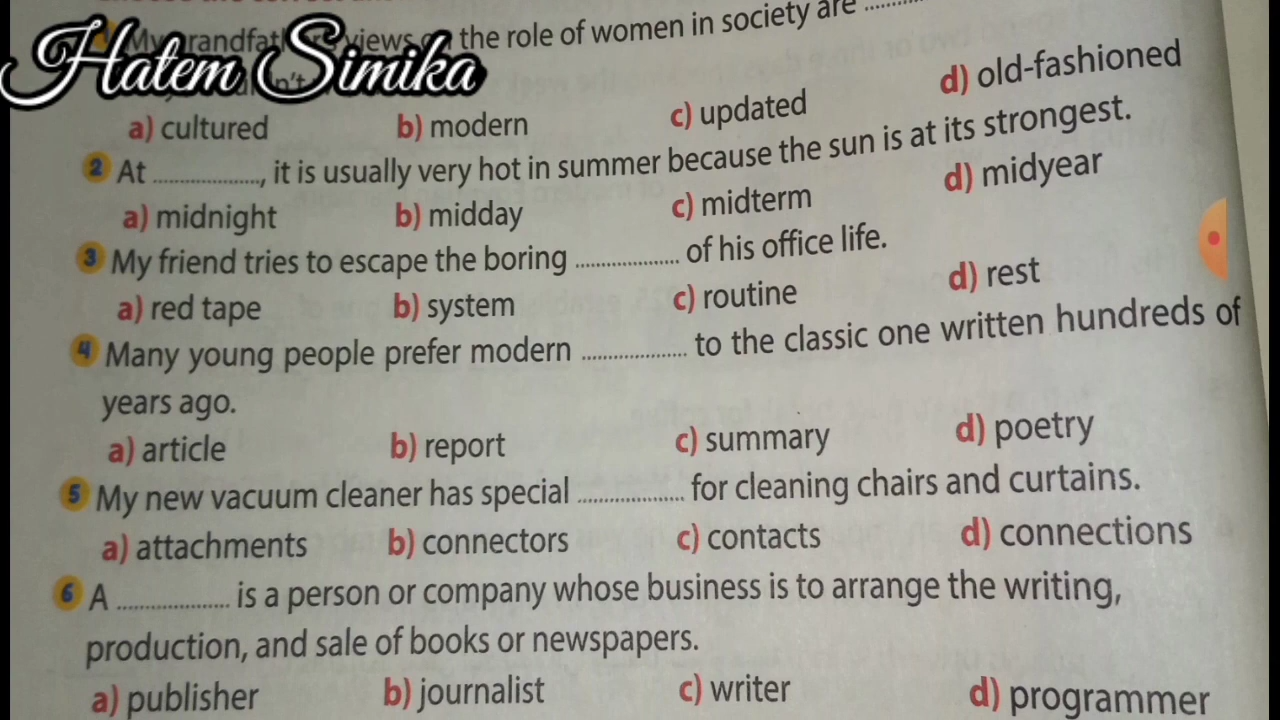 Hatem Simika
the role of women in society are ..........
a) cultured b) modern c) updated d) old-fashioned
2 At ..................., it is usually very hot in summer because the sun is at its strongest.
a) midnight b) midday c) midterm d) midyear
3 My friend tries to escape the boring ................... of his office life.
a) red tape b) system c) routine d) rest
4 Many young people prefer modern ................... to the classic one written hundreds of
years ago.
a) article b) report c) summary d) poetry
5 My new vacuum cleaner has special ................... for cleaning chairs and curtains.
a) attachments b) connectors c) contacts d) connections
6 A .................... is a person or company whose business is to arrange the writing,
production, and sale of books or newspapers.
a) publisher b) journalist c) writer d) programmer